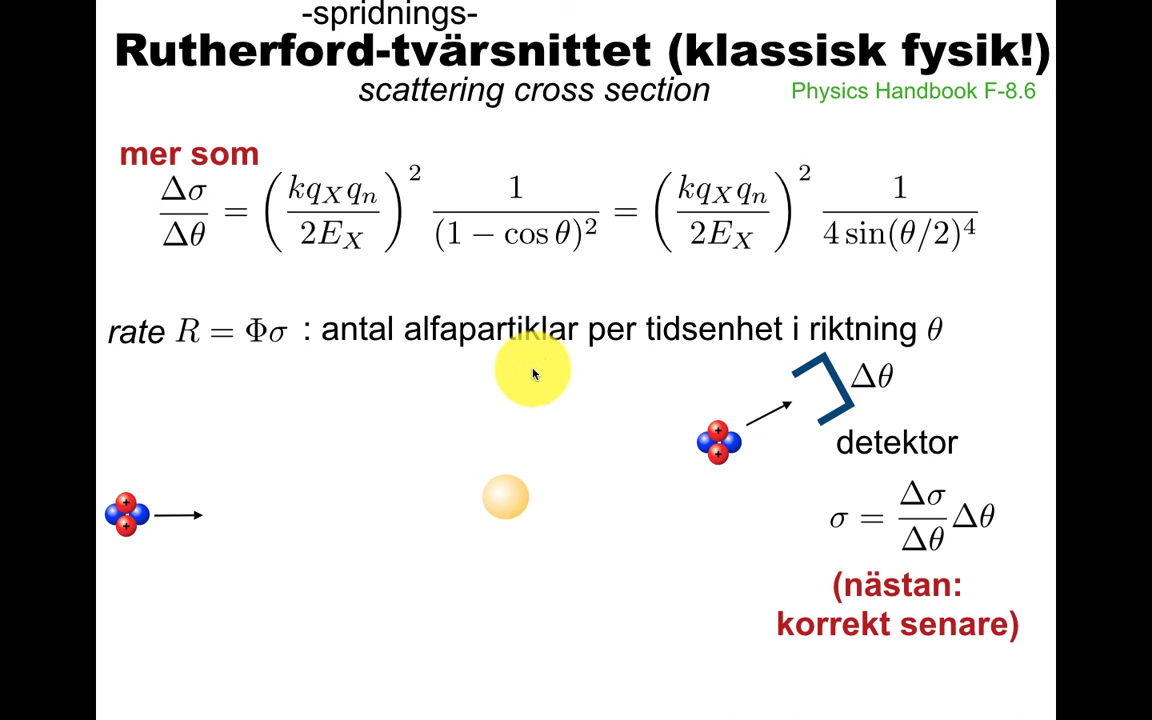 -spridnings-
Rutherford-tvärsnittet (klassisk fysik!)
scattering cross section
Physics Handbook F-8.6
mer som
Δσ/Δθ = (kq_X q_n / 2E_X)² 1/(1 − cos θ)² = (kq_X q_n / 2E_X)² 1/(4 sin(θ/2)⁴)
rate R = Φσ : antal alfapartiklar per tidsenhet i riktning θ
Δθ
detektor
σ = Δσ/Δθ Δθ
(nästan:
korrekt senare)
+
+
+
+